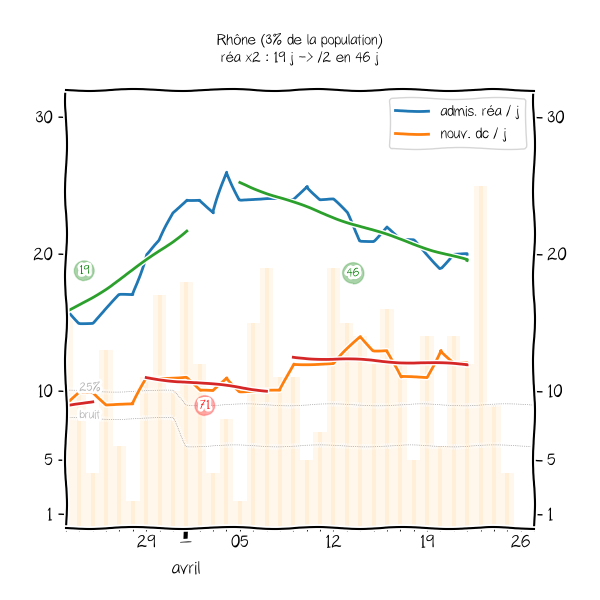 Rhône (3% de la population)
réa x2 : 19 j -> /2 en 46 j
admis. réa / j
nouv. dc / j
30 30
20 20
19
46
10 10
25%
71
bruit
5 5
1 1
29 1 05 12 19 26
avril